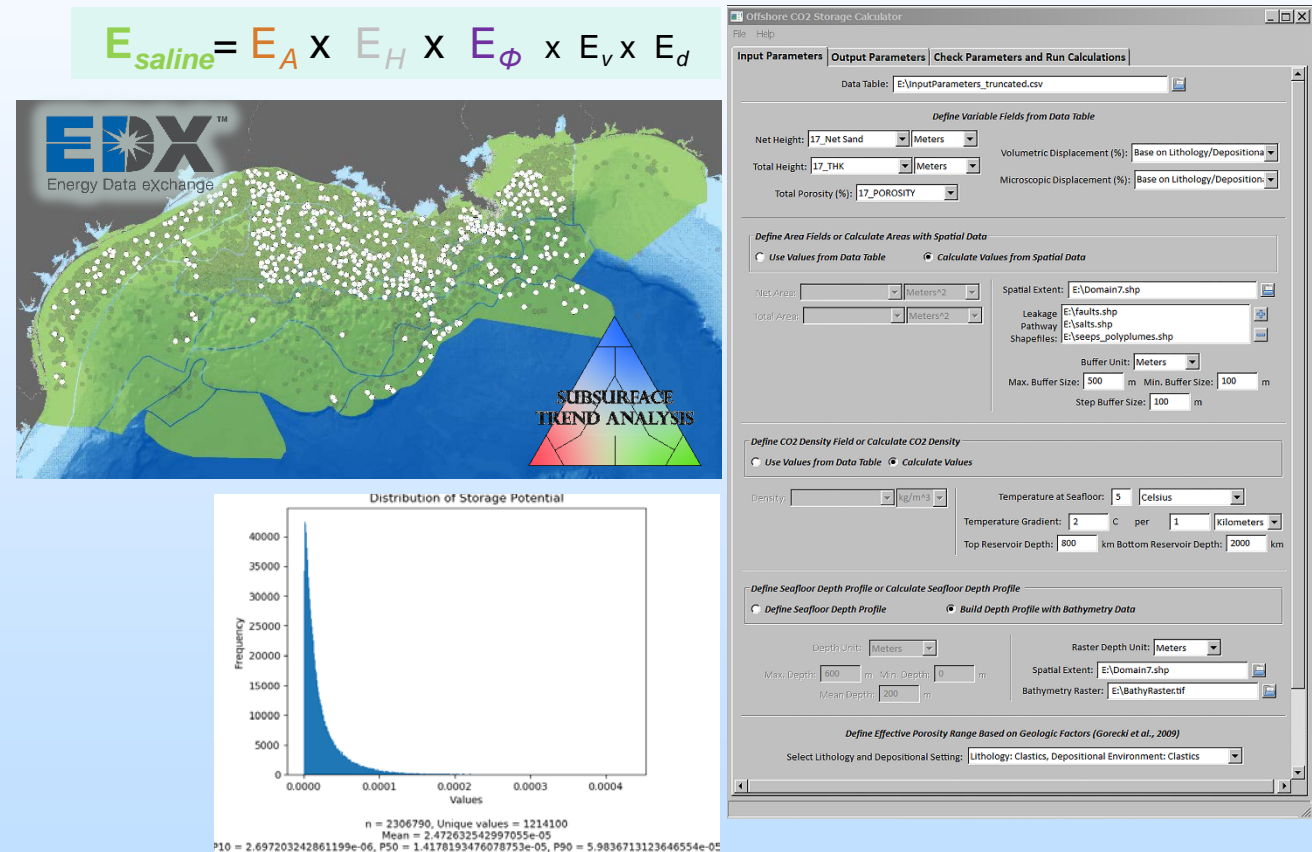 E saline = E A x E H x E Φ x E v x E d
EDX™
Energy Data eXchange
SUBSURFACE
TREND ANALYSIS
Distribution of Storage Potential
Frequency
40000
35000
30000
25000
20000
15000
10000
5000
0
0.0000 0.0001 0.0002 0.0003 0.0004
Values
n = 2306790, Unique values = 1214100
Mean = 2.472632542997055e-05
P10 = 2.697203242861199e-06, P50 = 1.4178193476078753e-05, P90 = 5.9836713123646554e-05
Offshore CO2 Storage Calculator
File Help
Input Parameters Output Parameters Check Parameters and Run Calculations
Data Table: E:\InputParameters_truncated.csv
Define Variable Fields from Data Table
Net Height: 17_Net Sand Meters
Volumetric Displacement (%): Base on Lithology/Depositiona
Total Height: 17_THK Meters
Microscopic Displacement (%): Base on Lithology/Deposition
Total Porosity (%): 17_POROSITY
Define Area Fields or Calculate Areas with Spatial Data
Use Values from Data Table Calculate Values from Spatial Data
Net Area: Meters^2
Total Area: Meters^2
Spatial Extent: E:\Domain7.shp
Leakage Pathway Shapefiles:
E:\faults.shp
E:\salts.shp
E:\seeps_polyplumes.shp
Buffer Unit: Meters
Max. Buffer Size: 500 m Min. Buffer Size: 100 m
Step Buffer Size: 100 m
Define CO2 Density Field or Calculate CO2 Density
Use Values from Data Table Calculate Values
Density: kg/m^3
Temperature at Seafloor: 5 Celsius
Temperature Gradient: 2 C per 1 Kilometers
Top Reservoir Depth: 800 km Bottom Reservoir Depth: 2000 km
Define Seafloor Depth Profile or Calculate Seafloor Depth Profile
Define Seafloor Depth Profile Build Depth Profile with Bathymetry Data
Depth Unit: Meters
Max. Depth: 600 m Min. Depth: 0 m
Mean Depth: 200 m
Raster Depth Unit: Meters
Spatial Extent: E:\Domain7.shp
Bathymetry Raster: E:\BathyRaster.tif
Define Effective Porosity Range Based on Geologic Factors (Gorecki et al., 2009)
Select Lithology and Depositional Setting: Lithology: Clastics, Depositional Environment: Clastics